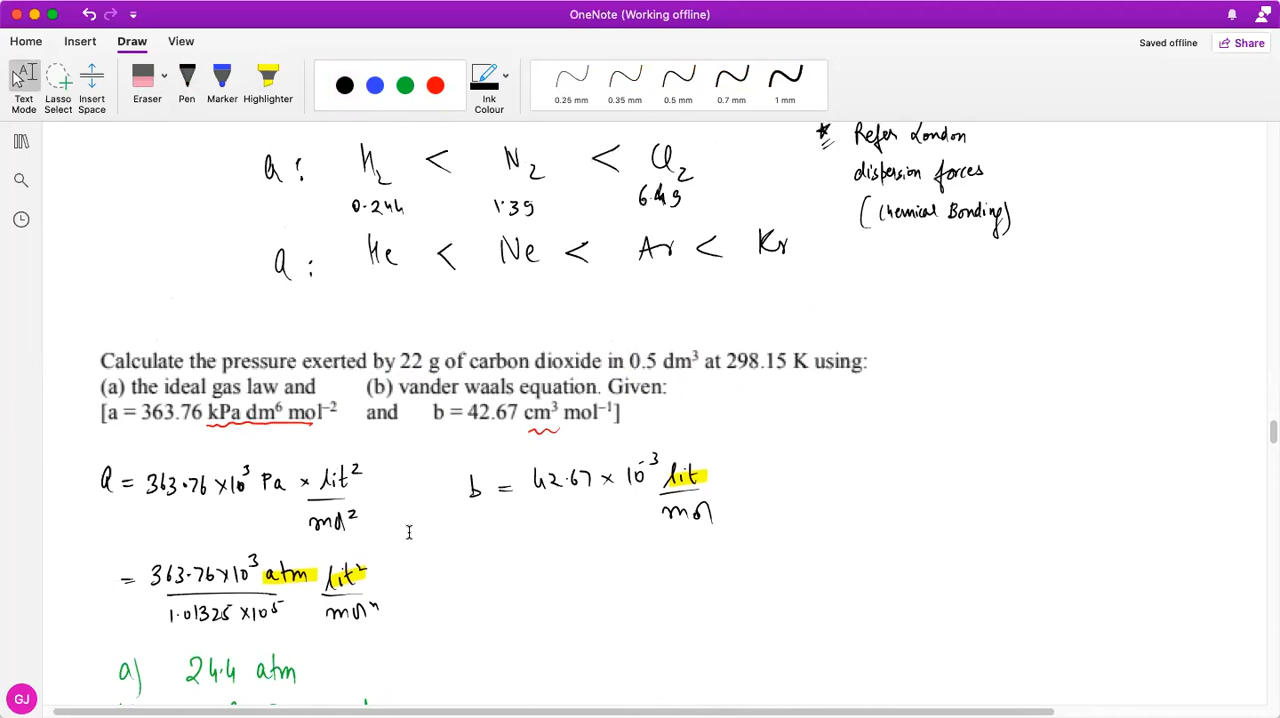 OneNote (Working offline)
Home Insert Draw View
Saved offline Share
Text Mode Lasso Select Insert Space Eraser Pen Marker Highlighter Ink Colour 0.25 mm 0.35 mm 0.5 mm 0.7 mm 1 mm
* Refer London
dispersion forces
(Chemical Bonding)
a : H₂ < N₂ < Cl₂
0.244 1.39 6.49
a : He < Ne < Ar < Kr
Calculate the pressure exerted by 22 g of carbon dioxide in 0.5 dm³ at 298.15 K using:
(a) the ideal gas law and (b) vander waals equation. Given:
[a = 363.76 kPa dm⁶ mol⁻² and b = 42.67 cm³ mol⁻¹]
a = 363.76 × 10³ Pa × lit² / mol²
b = 42.67 × 10⁻³ lit / mol
= 363.76 × 10³ atm / 1.01325 × 10⁵ lit² / mol²
a) 24.4 atm
GJ